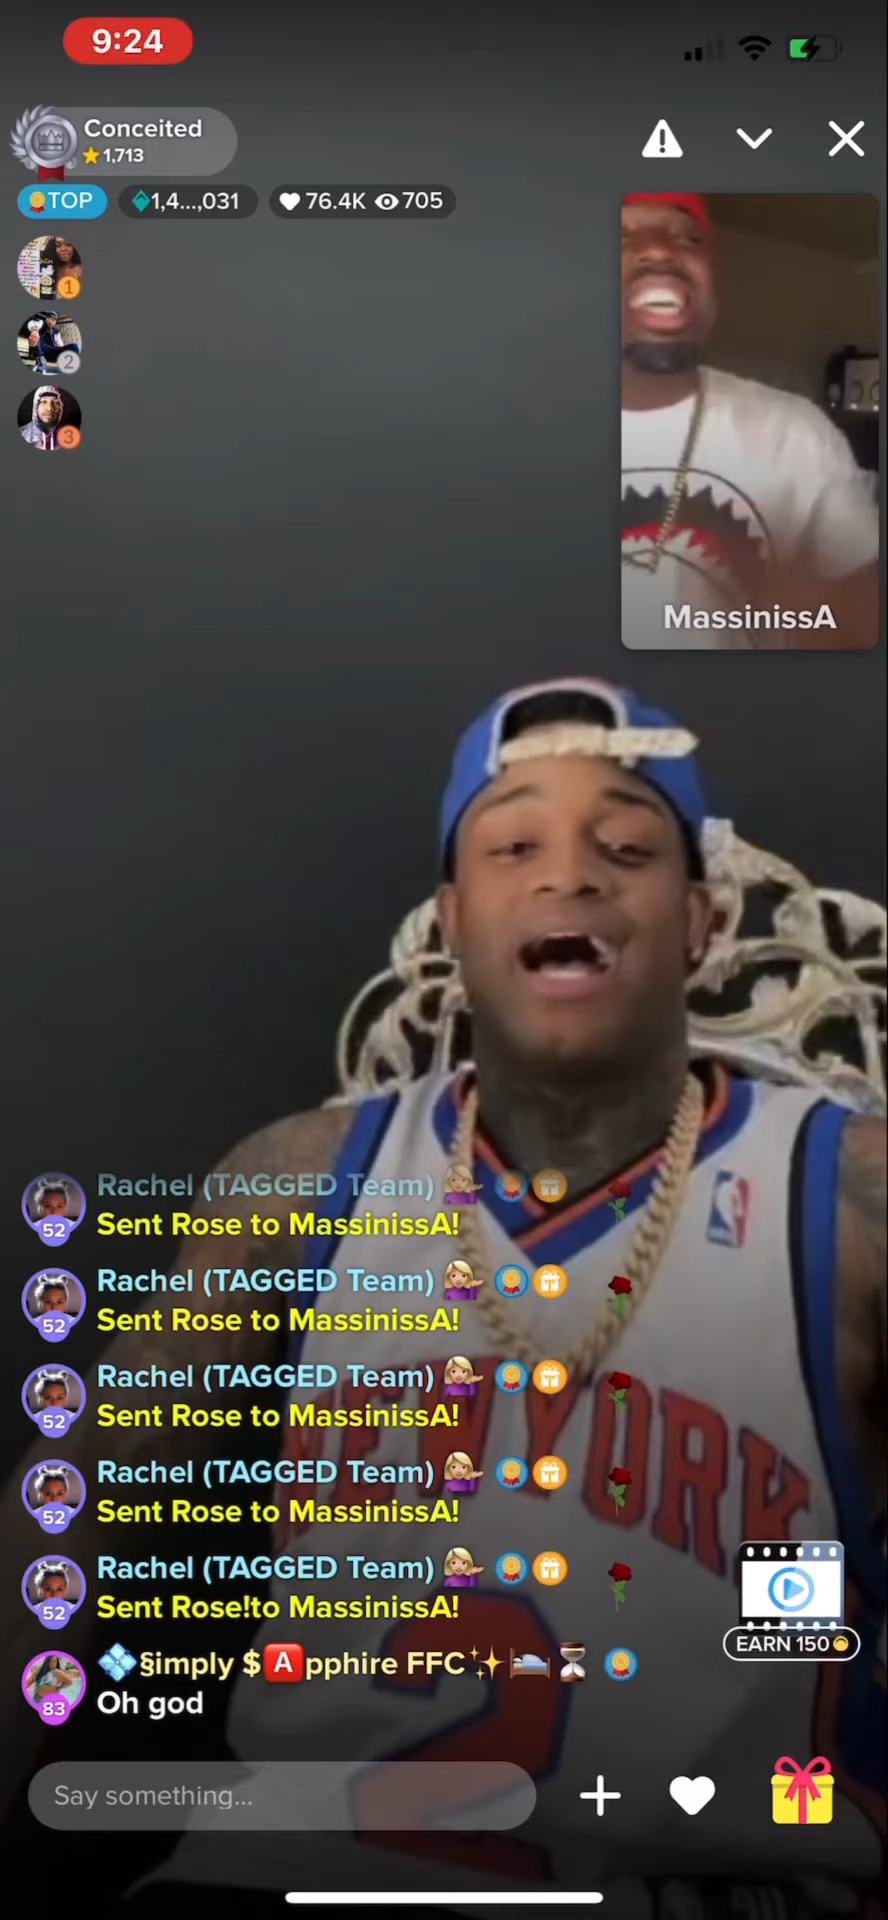 9:24
Conceited
1,713
TOP
1,4...,031
76.4K
705
1
2
3
MassinissA
Rachel (TAGGED Team)
52
Sent Rose to MassinissA!
Rachel (TAGGED Team)
52
Sent Rose to MassinissA!
Rachel (TAGGED Team)
52
Sent Rose to MassinissA!
Rachel (TAGGED Team)
52
Sent Rose to MassinissA!
Rachel (TAGGED Team)
52
Sent Rose!to MassinissA!
NEW YORK
2
EARN 150
§imply $🅰pphire FFC✨🛏⏳
83
Oh god
Say something...